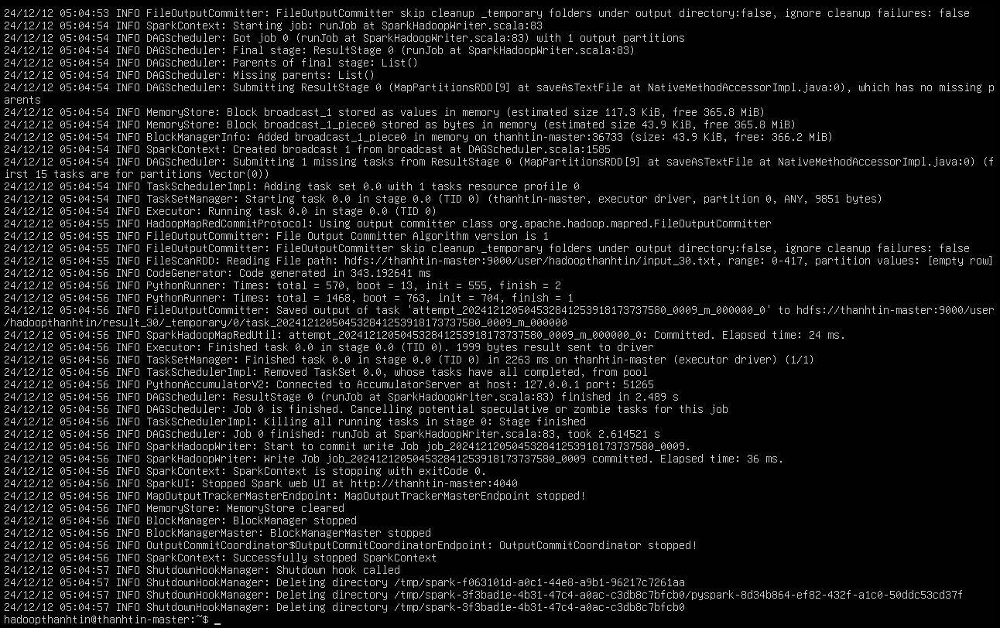 24/12/12 05:04:53 INFO FileOutputCommitter: FileOutputCommitter skip cleanup _temporary folders under output directory:false, ignore cleanup failures: false
24/12/12 05:04:54 INFO SparkContext: Starting job: runJob at SparkHadoopWriter.scala:83
24/12/12 05:04:54 INFO DAGScheduler: Got job 0 (runJob at SparkHadoopWriter.scala:83) with 1 output partitions
24/12/12 05:04:54 INFO DAGScheduler: Final stage: ResultStage 0 (runJob at SparkHadoopWriter.scala:83)
24/12/12 05:04:54 INFO DAGScheduler: Parents of final stage: List()
24/12/12 05:04:54 INFO DAGScheduler: Missing parents: List()
24/12/12 05:04:54 INFO DAGScheduler: Submitting ResultStage 0 (MapPartitionsRDD[9] at saveAsTextFile at NativeMethodAccessorImpl.java:0), which has no missing p
arents
24/12/12 05:04:54 INFO MemoryStore: Block broadcast_1 stored as values in memory (estimated size 117.3 KiB, free 365.8 MiB)
24/12/12 05:04:54 INFO MemoryStore: Block broadcast_1_piece0 stored as bytes in memory (estimated size 43.9 KiB, free 365.8 MiB)
24/12/12 05:04:54 INFO BlockManagerInfo: Added broadcast_1_piece0 in memory on thanhtin-master:36733 (size: 43.9 KiB, free: 366.2 MiB)
24/12/12 05:04:54 INFO SparkContext: Created broadcast 1 from broadcast at DAGScheduler.scala:1585
24/12/12 05:04:54 INFO DAGScheduler: Submitting 1 missing tasks from ResultStage 0 (MapPartitionsRDD[9] at saveAsTextFile at NativeMethodAccessorImpl.java:0) (f
irst 15 tasks are for partitions Vector(0))
24/12/12 05:04:54 INFO TaskSchedulerImpl: Adding task set 0.0 with 1 tasks resource profile 0
24/12/12 05:04:54 INFO TaskSetManager: Starting task 0.0 in stage 0.0 (TID 0) (thanhtin-master, executor driver, partition 0, ANY, 9851 bytes)
24/12/12 05:04:54 INFO Executor: Running task 0.0 in stage 0.0 (TID 0)
24/12/12 05:04:55 INFO HadoopMapRedCommitProtocol: Using output committer class org.apache.hadoop.mapred.FileOutputCommitter
24/12/12 05:04:55 INFO FileOutputCommitter: File Output Committer Algorithm version is 1
24/12/12 05:04:55 INFO FileOutputCommitter: FileOutputCommitter skip cleanup _temporary folders under output directory:false, ignore cleanup failures: false
24/12/12 05:04:55 INFO FileScanRDD: Reading File path: hdfs://thanhtin-master:9000/user/hadoopthanhtin/input_30.txt, range: 0-417, partition values: [empty row]
24/12/12 05:04:56 INFO CodeGenerator: Code generated in 343.192641 ms
24/12/12 05:04:56 INFO PythonRunner: Times: total = 570, boot = 13, init = 555, finish = 2
24/12/12 05:04:56 INFO PythonRunner: Times: total = 1468, boot = 763, init = 704, finish = 1
24/12/12 05:04:56 INFO FileOutputCommitter: Saved output of task 'attempt_202412120504532841253918173737580_0009_m_000000_0' to hdfs://thanhtin-master:9000/user
/hadoopthanhtin/result_30/_temporary/0/task_202412120504532841253918173737580_0009_m_000000
24/12/12 05:04:56 INFO SparkHadoopMapRedUtil: attempt_202412120504532841253918173737580_0009_m_000000_0: Committed. Elapsed time: 24 ms.
24/12/12 05:04:56 INFO Executor: Finished task 0.0 in stage 0.0 (TID 0). 1999 bytes result sent to driver
24/12/12 05:04:56 INFO TaskSetManager: Finished task 0.0 in stage 0.0 (TID 0) in 2263 ms on thanhtin-master (executor driver) (1/1)
24/12/12 05:04:56 INFO TaskSchedulerImpl: Removed TaskSet 0.0, whose tasks have all completed, from pool
24/12/12 05:04:56 INFO PythonAccumulatorV2: Connected to AccumulatorServer at host: 127.0.0.1 port: 51265
24/12/12 05:04:56 INFO DAGScheduler: ResultStage 0 (runJob at SparkHadoopWriter.scala:83) finished in 2.489 s
24/12/12 05:04:56 INFO DAGScheduler: Job 0 is finished. Cancelling potential speculative or zombie tasks for this job
24/12/12 05:04:56 INFO TaskSchedulerImpl: Killing all running tasks in stage 0: Stage finished
24/12/12 05:04:56 INFO DAGScheduler: Job 0 finished: runJob at SparkHadoopWriter.scala:83, took 2.614521 s
24/12/12 05:04:56 INFO SparkHadoopWriter: Start to commit write Job job_202412120504532841253918173737580_0009.
24/12/12 05:04:56 INFO SparkHadoopWriter: Write Job job_202412120504532841253918173737580_0009 committed. Elapsed time: 36 ms.
24/12/12 05:04:56 INFO SparkContext: SparkContext is stopping with exitCode 0.
24/12/12 05:04:56 INFO SparkUI: Stopped Spark web UI at http://thanhtin-master:4040
24/12/12 05:04:56 INFO MapOutputTrackerMasterEndpoint: MapOutputTrackerMasterEndpoint stopped!
24/12/12 05:04:56 INFO MemoryStore: MemoryStore cleared
24/12/12 05:04:56 INFO BlockManager: BlockManager stopped
24/12/12 05:04:56 INFO BlockManagerMaster: BlockManagerMaster stopped
24/12/12 05:04:56 INFO OutputCommitCoordinator$OutputCommitCoordinatorEndpoint: OutputCommitCoordinator stopped!
24/12/12 05:04:56 INFO SparkContext: Successfully stopped SparkContext
24/12/12 05:04:57 INFO ShutdownHookManager: Shutdown hook called
24/12/12 05:04:57 INFO ShutdownHookManager: Deleting directory /tmp/spark-f063101d-a0c1-44e8-a9b1-96217c7261aa
24/12/12 05:04:57 INFO ShutdownHookManager: Deleting directory /tmp/spark-3f3bad1e-4b31-47c4-a0ac-c3db8c7bfcb0/pyspark-8d34b864-ef82-432f-a1c0-50ddc53cd37f
24/12/12 05:04:57 INFO ShutdownHookManager: Deleting directory /tmp/spark-3f3bad1e-4b31-47c4-a0ac-c3db8c7bfcb0
hadoopthanhtin@thanhtin-master:~$ _